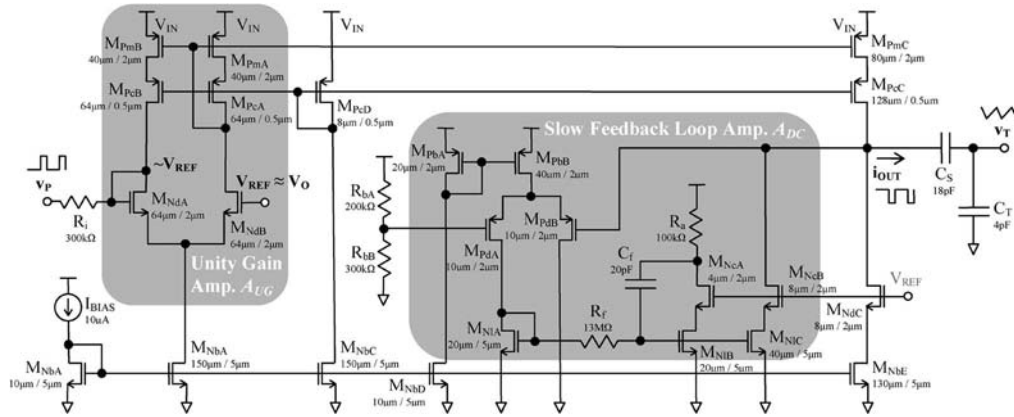 V_IN
V_IN
V_IN
M_PmB
40μm / 2μm
M_PmA
40μm / 2μm
M_PmC
80μm / 2μm
M_PcB
64μm / 0.5μm
M_PcA
64μm / 0.5μm
M_PcD
8μm / 0.5μm
M_PcC
128μm / 0.5μm
Slow Feedback Loop Amp. A_DC
M_PbA
20μm / 2μm
M_PbB
40μm / 2μm
~V_REF
V_REF ≈ V_O
v_P
R_i
300kΩ
M_NdA
64μm / 2μm
M_NdB
64μm / 2μm
Unity Gain
Amp. A_UG
R_bA
200kΩ
R_bB
300kΩ
M_PdB
10μm / 2μm
M_PdA
10μm / 2μm
R_a
100kΩ
C_f
20pF
M_NcA
4μm / 2μm
M_NcB
8μm / 2μm
i_OUT
C_S
18pF
v_T
C_T
4pF
V_REF
M_NdC
8μm / 2μm
I_BIAS
10uA
R_f
13MΩ
M_NlA
20μm / 5μm
M_NlB
20μm / 5μm
M_NlC
40μm / 5μm
M_NbA
10μm / 5μm
M_NbA
150μm / 5μm
M_NbC
150μm / 5μm
M_NbD
10μm / 5μm
M_NbE
130μm / 5μm